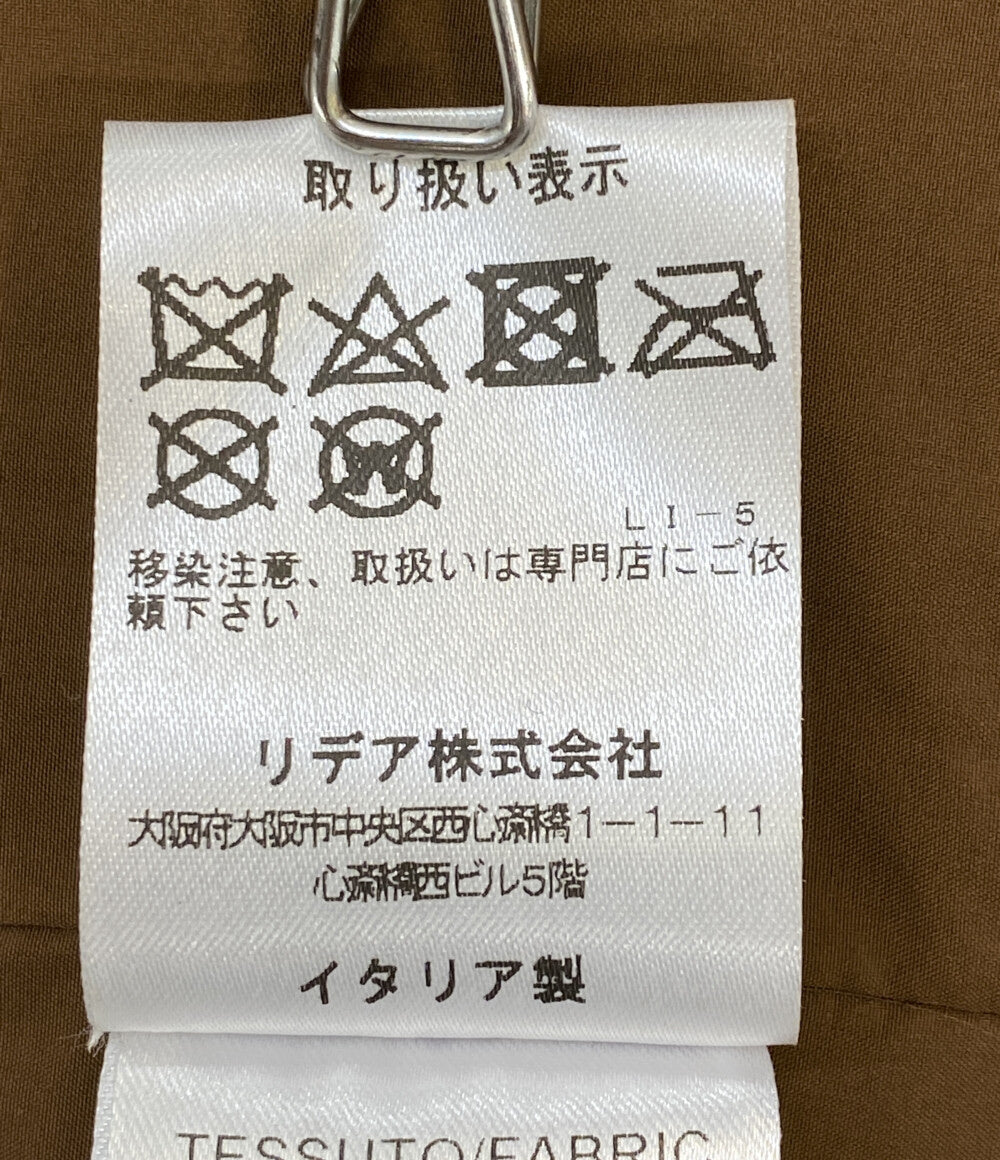 取り扱い表示
W
LI-5
移染注意、取扱いは専門店にご依
頼下さい
リデア株式会社
大阪府大阪市中央区西心斎橋1-1-11
心斎橋西ビル5階
イタリア製
TESSUTO/FABRIC